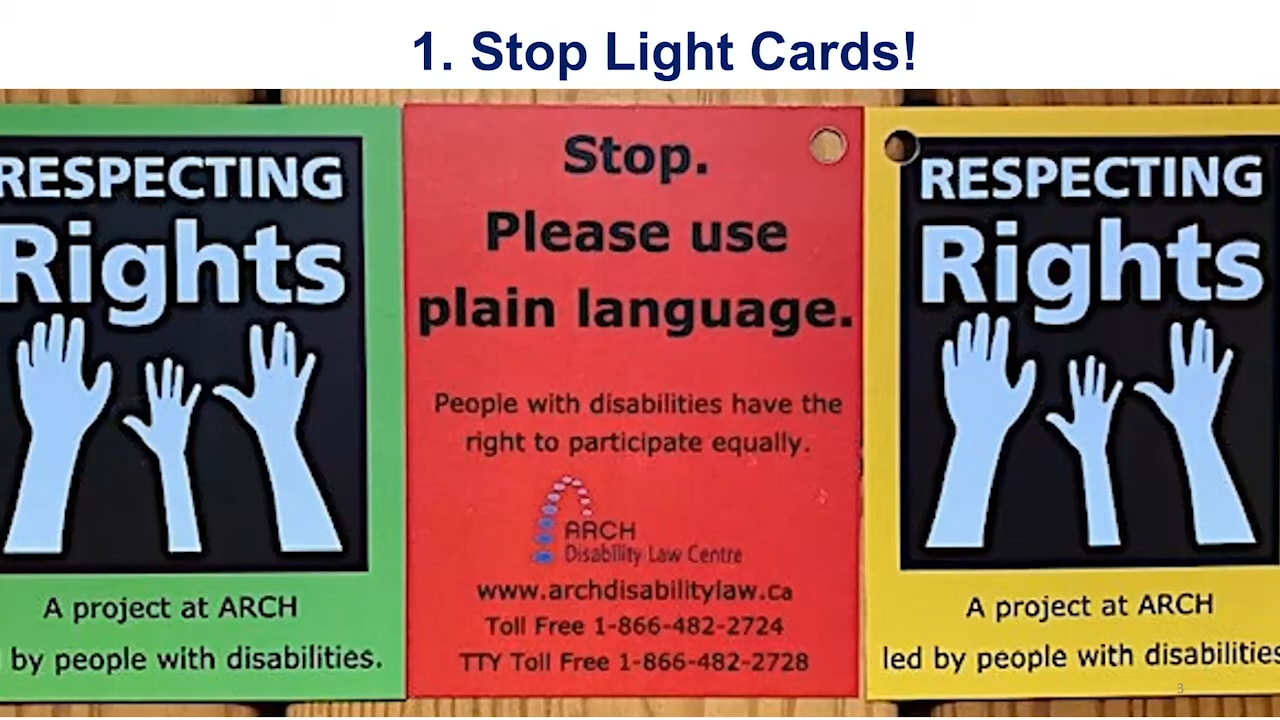 1. Stop Light Cards!
RESPECTING
Rights
A project at ARCH
by people with disabilities.
Stop.
Please use
plain language.
People with disabilities have the
right to participate equally.
ARCH
Disability Law Centre
www.archdisabilitylaw.ca
Toll Free 1-866-482-2724
TTY Toll Free 1-866-482-2728
RESPECTING
Rights
A project at ARCH
led by people with disabilities
3